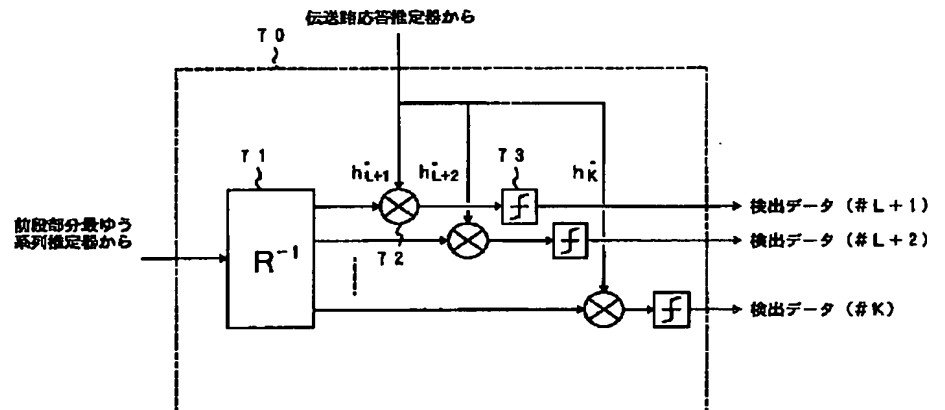 伝送路応答推定器から
70
71
h*L+1
h*L+2
73
h*K
前段部分最ゆう
系列推定器から
R⁻¹
72
検出データ (#L+1)
検出データ (#L+2)
検出データ (#K)